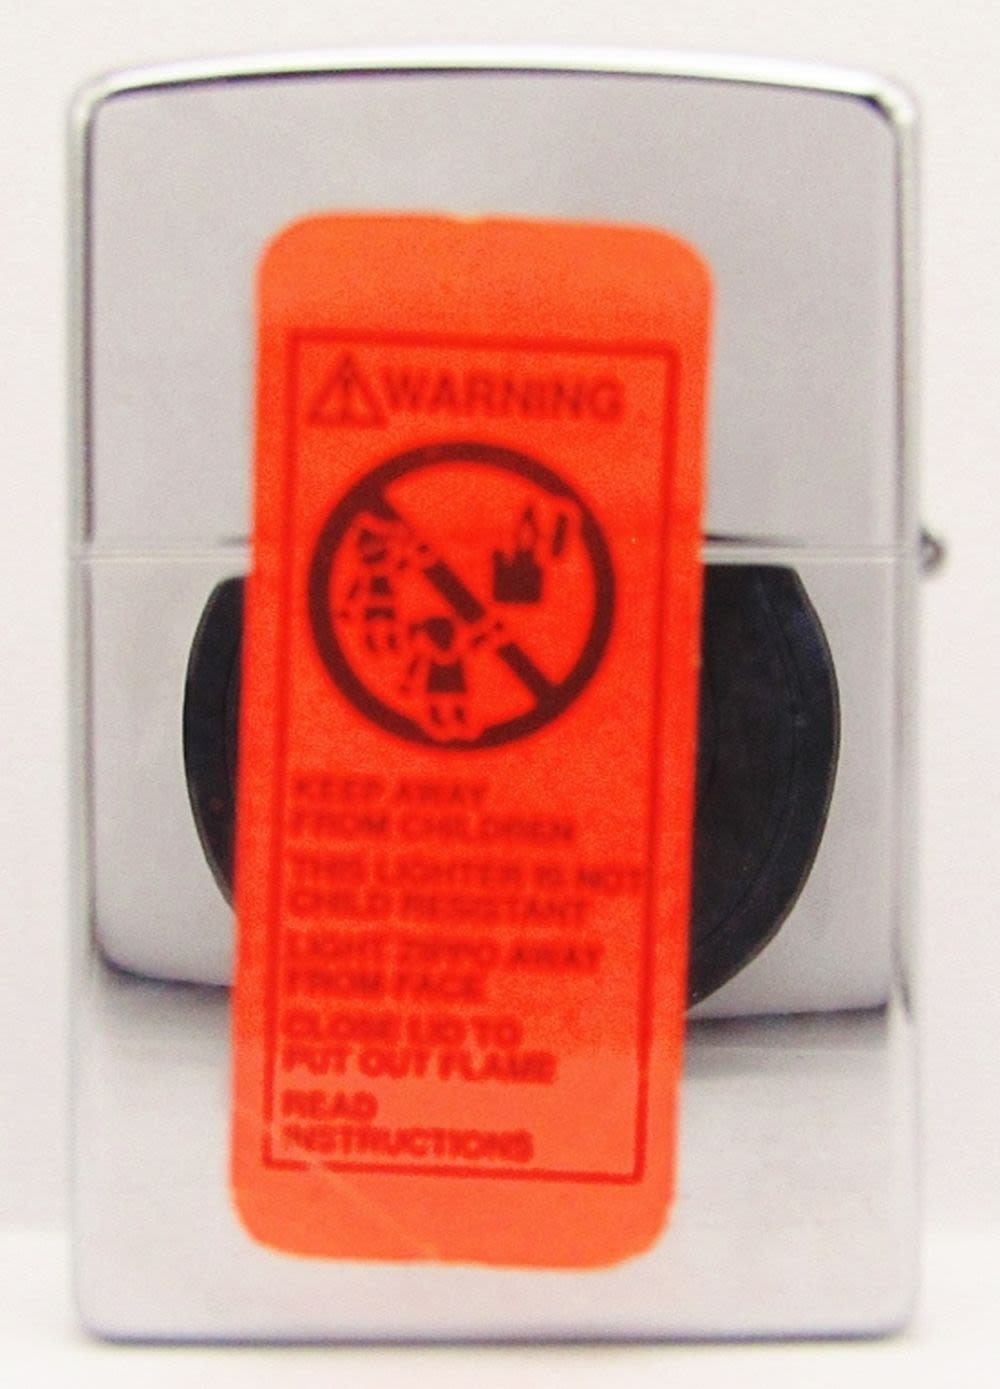 WARNING
KEEP AWAY
FROM CHILDREN
THIS LIGHTER IS NOT
CHILD RESISTANT
LIGHT ZIPPO AWAY
FROM FACE
CLOSE LID TO
PUT OUT FLAME
READ
INSTRUCTIONS